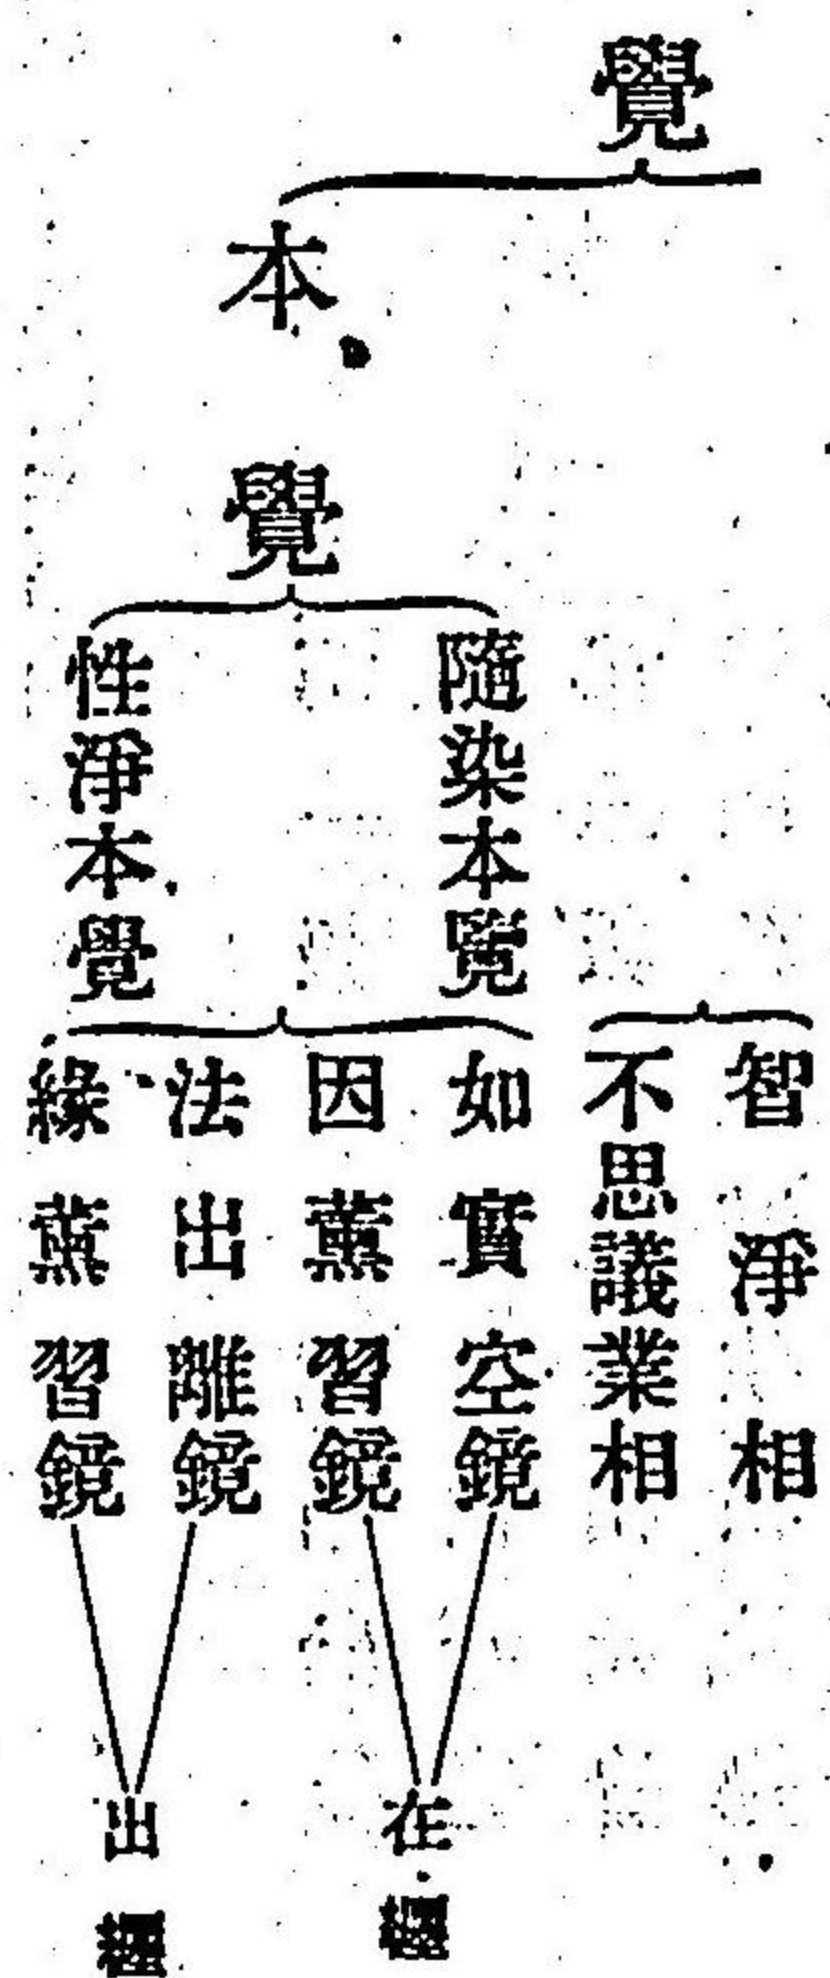 覺
本覺
隨染本覺
性淨本覺
智淨相
不思議業相
如實空鏡
因薰習鏡
法出離鏡
緣薰習鏡
在纏
出纏